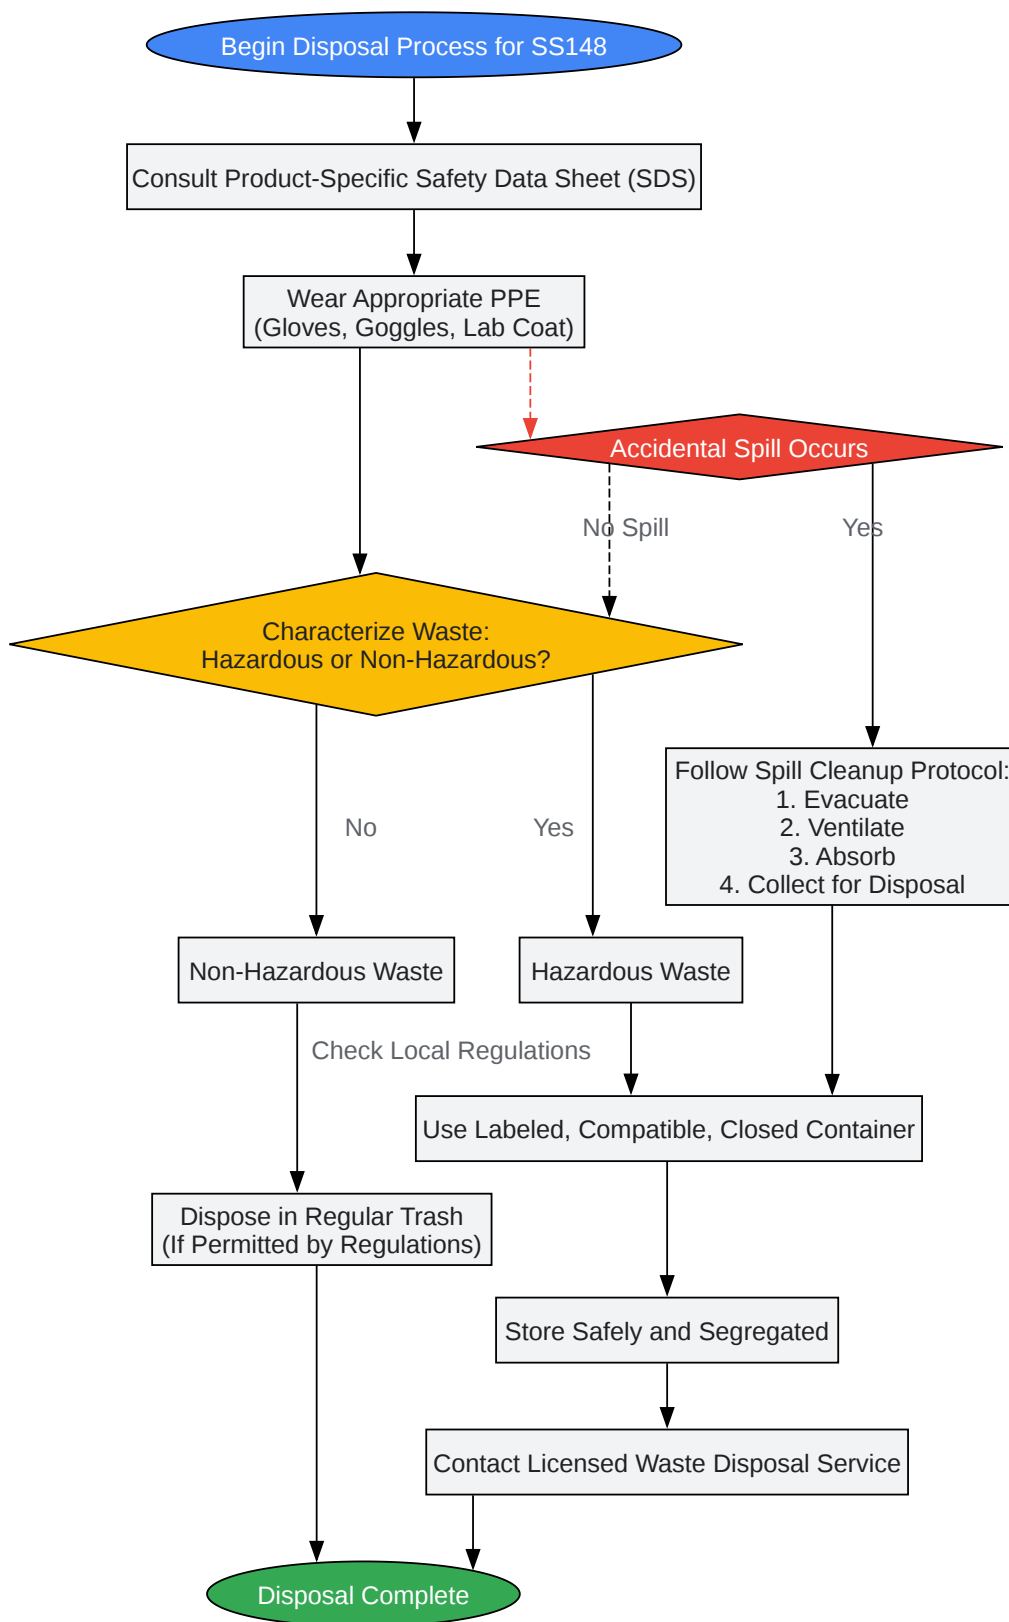 Begin Disposal Process for SS148
Consult Product-Specific Safety Data Sheet (SDS)
Wear Appropriate PPE
(Gloves, Goggles, Lab Coat)
Accidental Spill Occurs
No Spill
Yes
Characterize Waste:
Hazardous or Non-Hazardous?
Follow Spill Cleanup Protocol:
1. Evacuate
2. Ventilate
3. Absorb
4. Collect for Disposal
No
Yes
Non-Hazardous Waste
Hazardous Waste
Check Local Regulations
Use Labeled, Compatible, Closed Container
Dispose in Regular Trash
(If Permitted by Regulations)
Store Safely and Segregated
Contact Licensed Waste Disposal Service
Disposal Complete